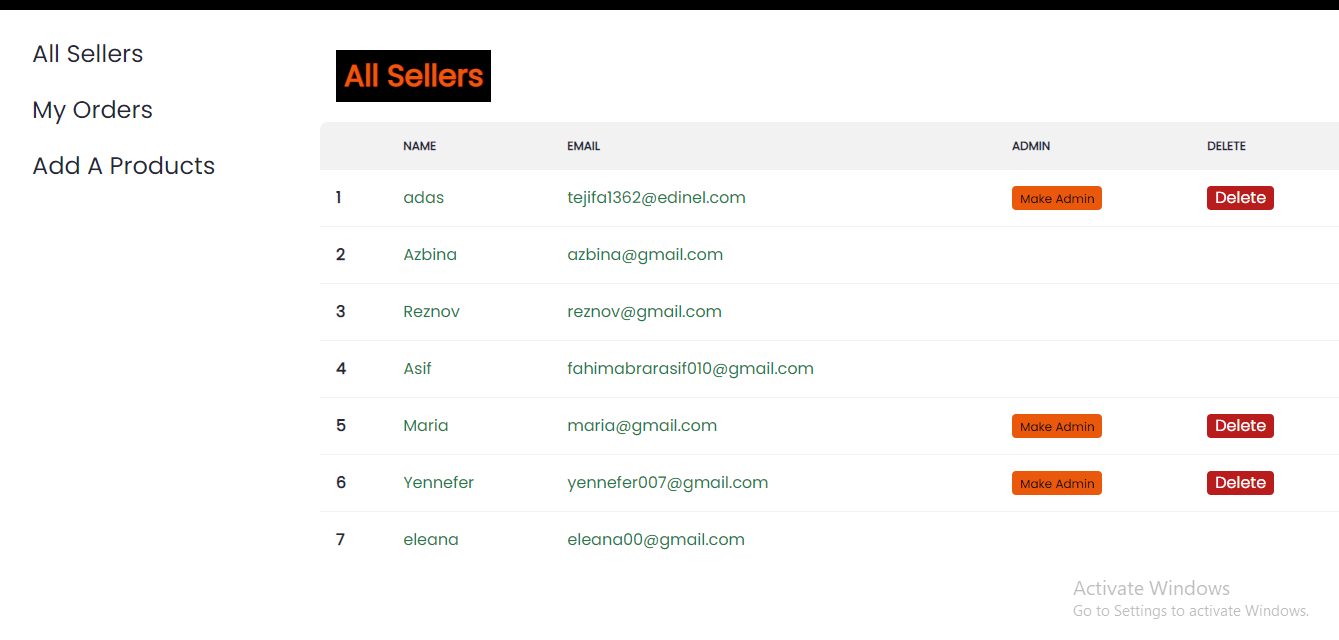 All Sellers
My Orders
Add A Products
All Sellers
NAME EMAIL ADMIN DELETE
1 adas tejifa1362@edinel.com Make Admin Delete
2 Azbina azbina@gmail.com
3 Reznov reznov@gmail.com
4 Asif fahimabrarasif010@gmail.com
5 Maria maria@gmail.com Make Admin Delete
6 Yennefer yennefer007@gmail.com Make Admin Delete
7 eleana eleana00@gmail.com
Activate Windows
Go to Settings to activate Windows.